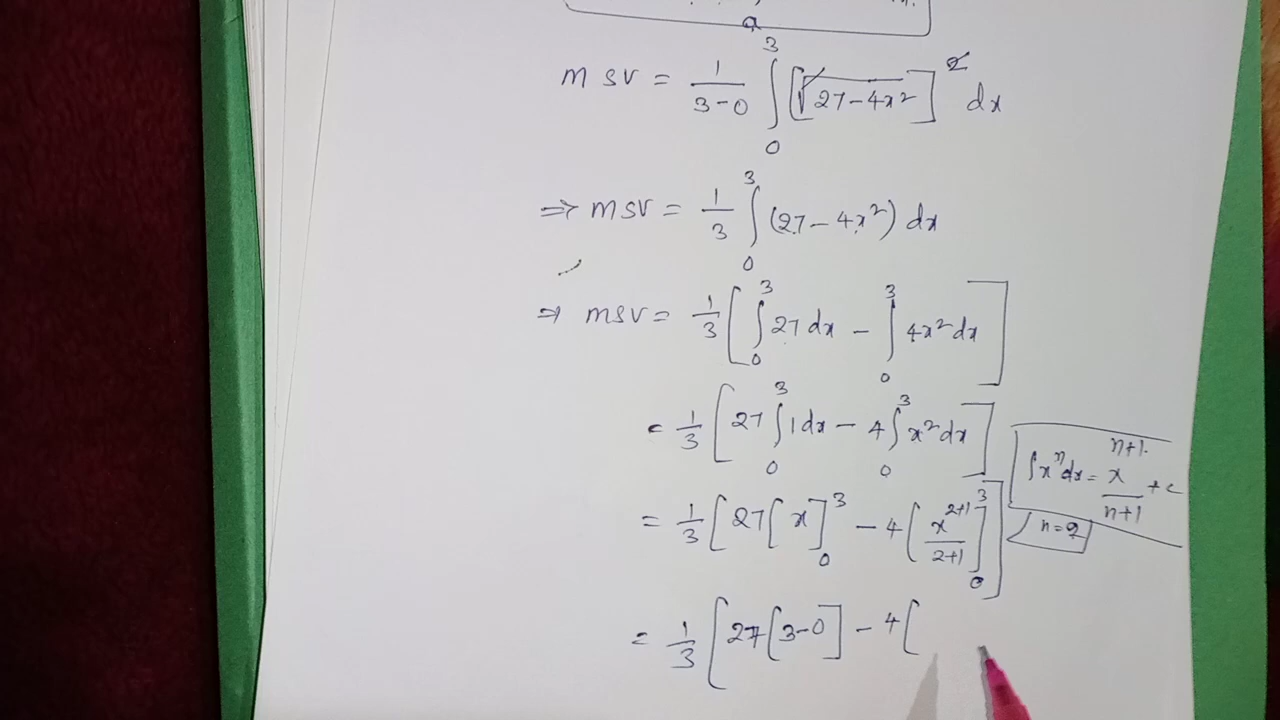 a
m sv = 1/(3-0) ∫₀³ [√(27-4x²)]² dx
⇒ msv = 1/3 ∫₀³ (27-4x²) dx
⇒ msv = 1/3 [∫₀³ 27 dx - ∫₀³ 4x² dx]
= 1/3 [27 ∫₀³ 1 dx - 4 ∫₀³ x² dx]
∫xⁿdx = xⁿ⁺¹/(n+1) + c
= 1/3 [27[x]₀³ - 4[x²⁺¹/(2+1)]₀³]
n=2
= 1/3 [27[3-0] - 4[